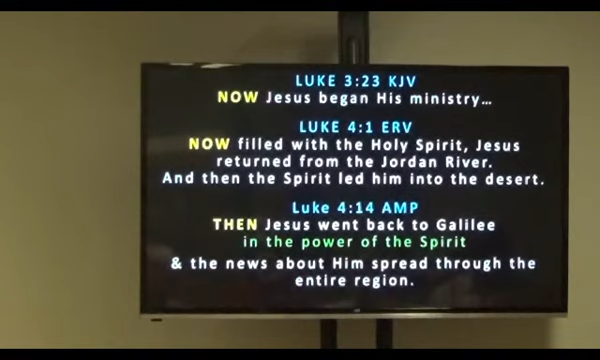 LUKE 3:23 KJV
NOW Jesus began His ministry…
LUKE 4:1 ERV
NOW filled with the Holy Spirit, Jesus
returned from the Jordan River.
And then the Spirit led him into the desert.
Luke 4:14 AMP
THEN Jesus went back to Galilee
in the power of the Spirit
& the news about Him spread through the
entire region.